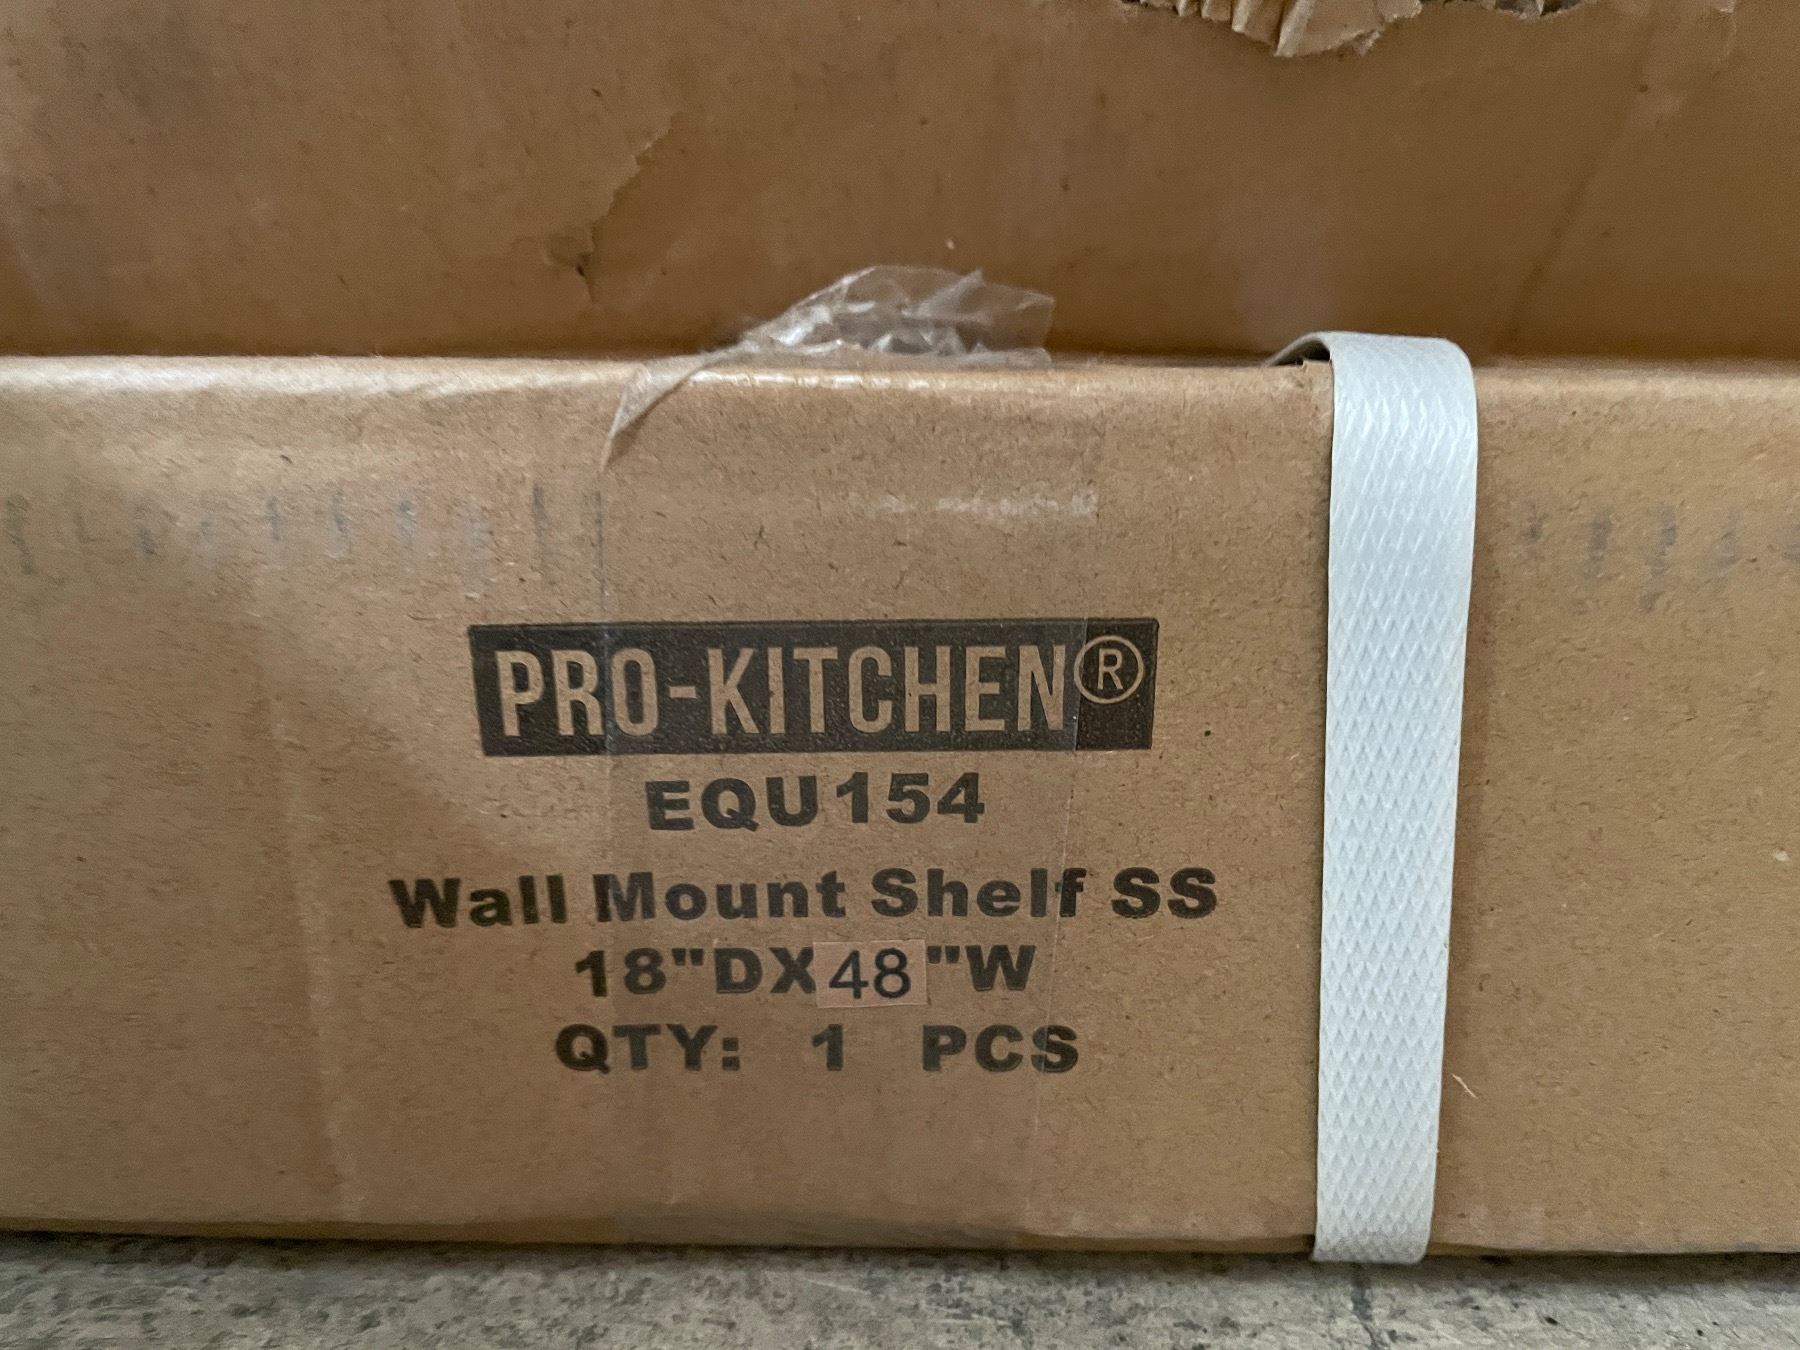 PRO-KITCHEN®
EQU154
Wall Mount Shelf SS
18"DX48"W
QTY: 1 PCS